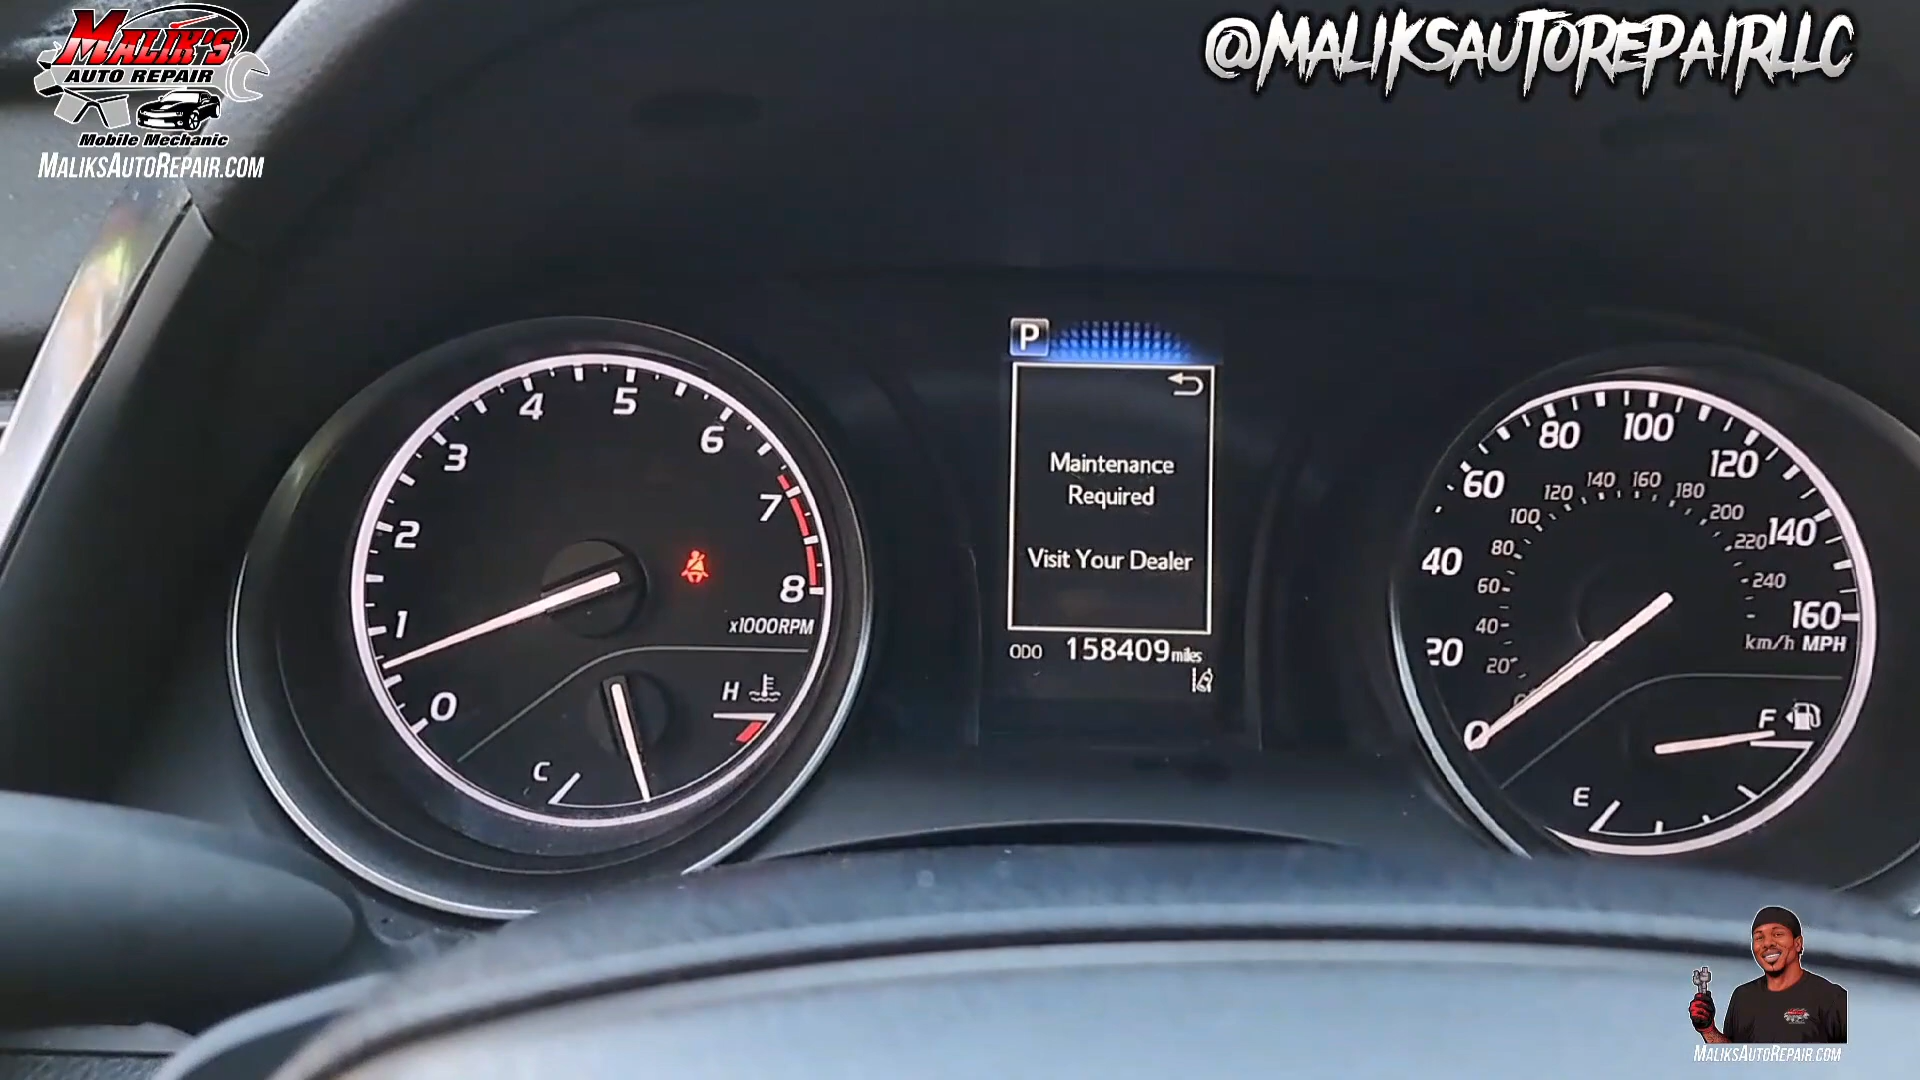 MALIK'S
AUTO REPAIR
Mobile Mechanic
MALIKSAUTOREPAIR.COM
@MALIKSAUTOREPAIRLLC
P
Maintenance
Required
Visit Your Dealer
ODO 158409 miles
0
1
2
3
4
5
6
7
8
x1000RPM
C
H
0
20
40
60
80
100
120
140
160
km/h MPH
20
40
60
80
100
120
140
160
180
200
220
240
E
F
MALIKSAUTOREPAIR.COM